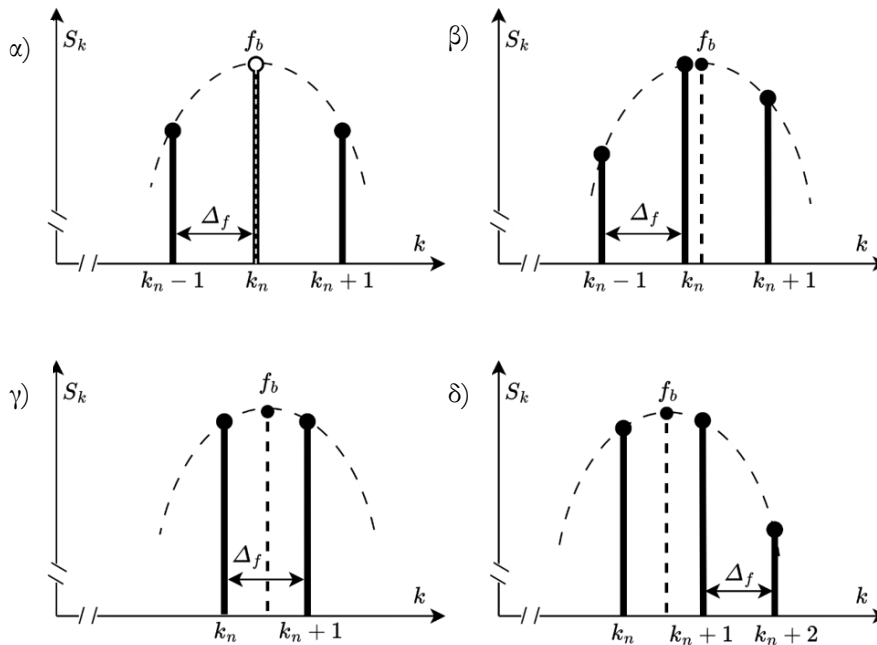 α)
S_k
f_b
Δ_f
k
k_n − 1
k_n
k_n + 1
β)
S_k
f_b
Δ_f
k
k_n − 1
k_n
k_n + 1
γ)
S_k
f_b
Δ_f
k
k_n
k_n + 1
δ)
S_k
f_b
Δ_f
k
k_n
k_n + 1
k_n + 2